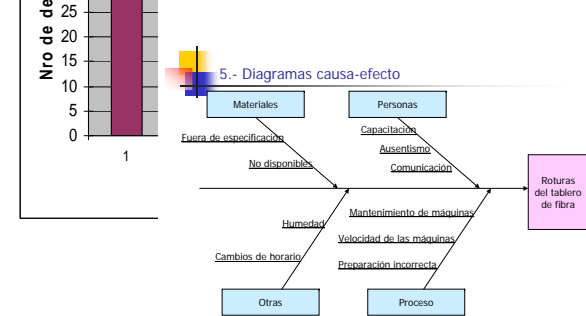 Nro de de
25
20
15
10
5
0
1
5.- Diagramas causa-efecto
Materiales
Personas
Fuera de especificación
No disponibles
Capacitación
Ausentismo
Comunicación
Roturas
del tablero
de fibra
Humedad
Cambios de horario
Mantenimiento de máquinas
Velocidad de las máquinas
Preparación incorrecta
Otras
Proceso